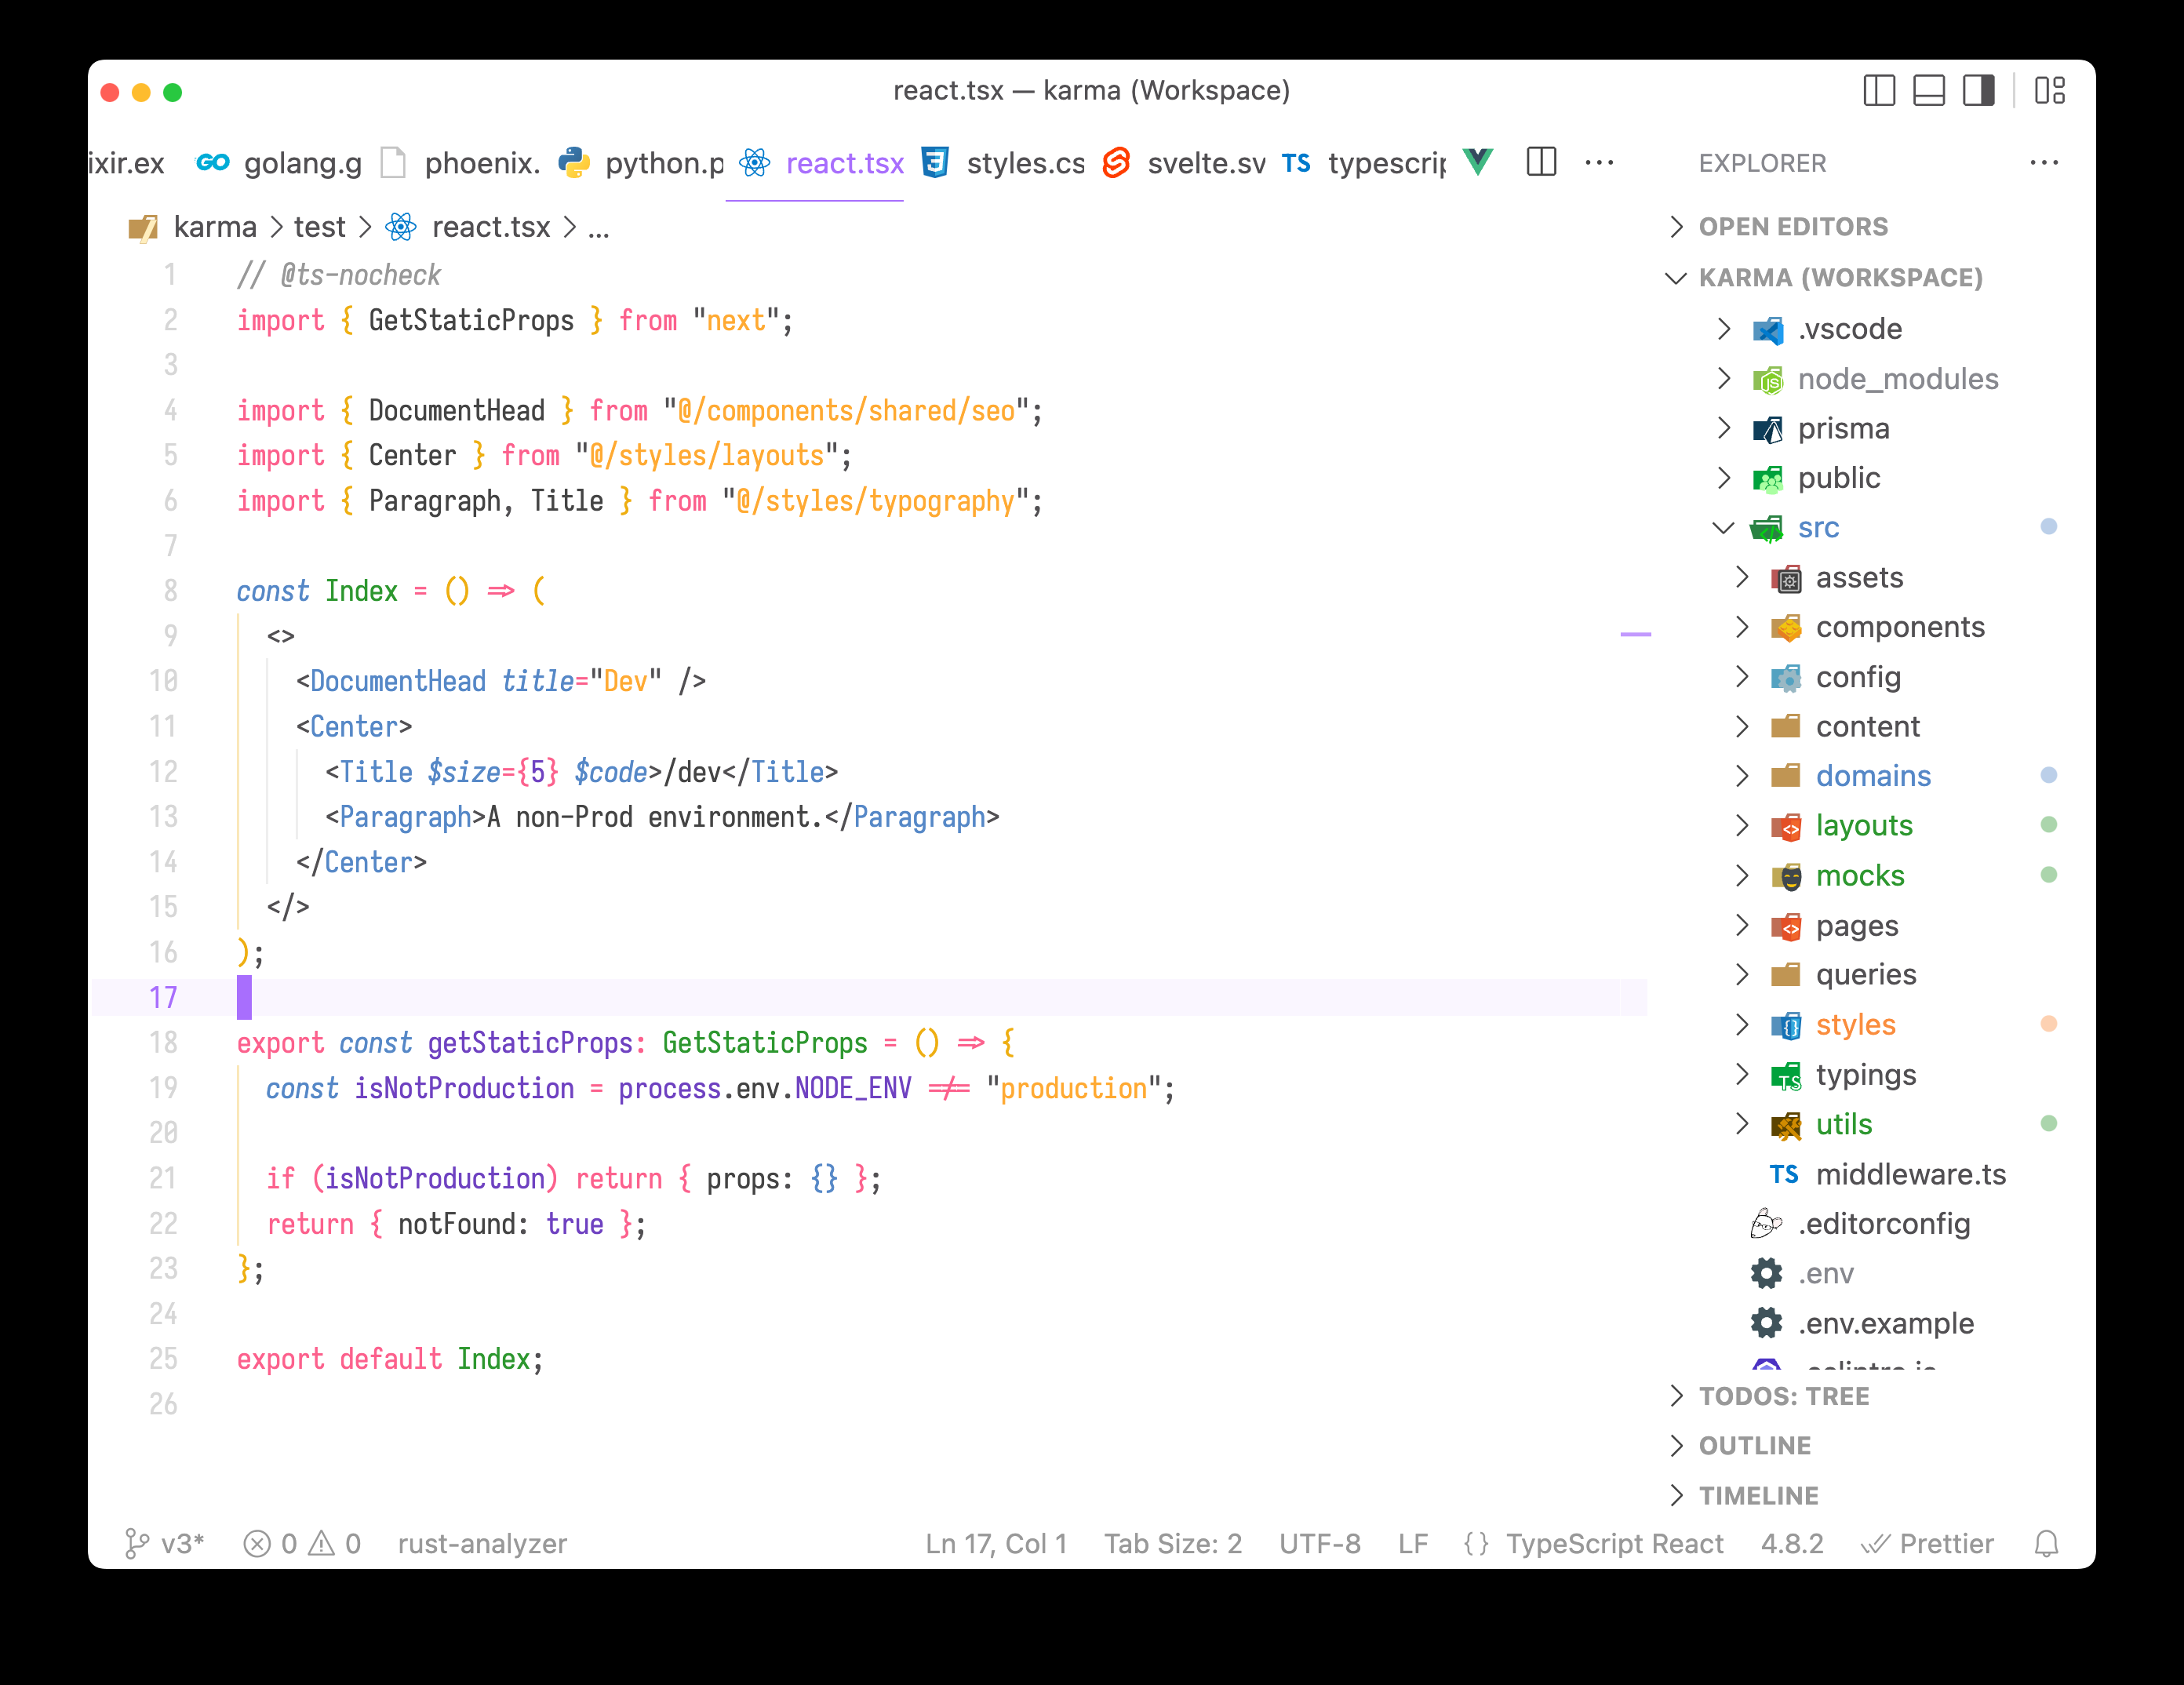 react.tsx — karma (Workspace)
ixir.ex golang.g phoenix. python.p react.tsx styles.cs svelte.sv TS typescrip
karma > test > react.tsx > ...
1 // @ts-nocheck
2 import { GetStaticProps } from "next";
3
4 import { DocumentHead } from "@/components/shared/seo";
5 import { Center } from "@/styles/layouts";
6 import { Paragraph, Title } from "@/styles/typography";
7
8 const Index = () => (
9 <>
10 <DocumentHead title="Dev" />
11 <Center>
12 <Title $size={5} $code>/dev</Title>
13 <Paragraph>A non-Prod environment.</Paragraph>
14 </Center>
15 </>
16 );
17
18 export const getStaticProps: GetStaticProps = () => {
19 const isNotProduction = process.env.NODE_ENV !== "production";
20
21 if (isNotProduction) return { props: {} };
22 return { notFound: true };
23 };
24
25 export default Index;
26
EXPLORER
OPEN EDITORS
KARMA (WORKSPACE)
.vscode
node_modules
prisma
public
src
assets
components
config
content
domains
layouts
mocks
pages
queries
styles
typings
utils
TS middleware.ts
.editorconfig
.env
.env.example
TODOS: TREE
OUTLINE
TIMELINE
v3* 0 0 rust-analyzer Ln 17, Col 1 Tab Size: 2 UTF-8 LF {} TypeScript React 4.8.2 Prettier